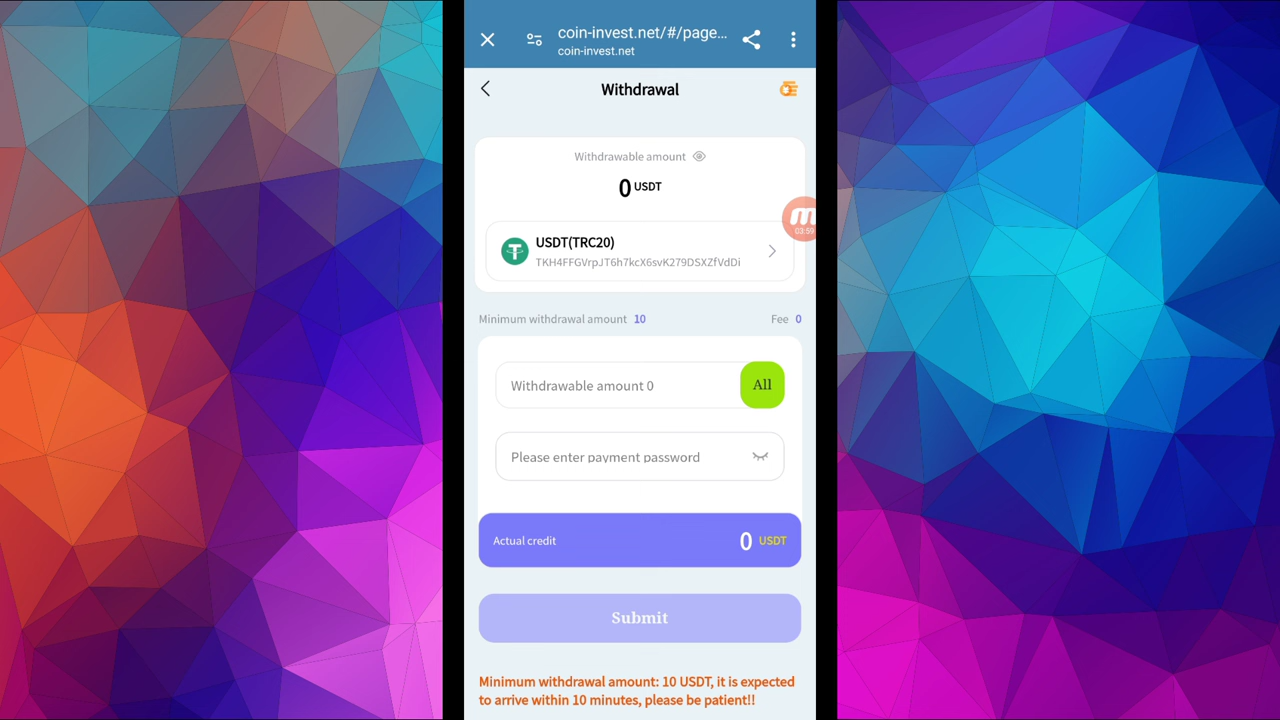 coin-invest.net/#/page...
coin-invest.net
Withdrawal
Withdrawable amount
0 USDT
03:59
USDT(TRC20)
TKH4FFGVrpJT6h7kcX6svK279DSXZfVdDi
Minimum withdrawal amount 10 Fee 0
Withdrawable amount 0 All
Please enter payment password
Actual credit 0 USDT
Submit
Minimum withdrawal amount: 10 USDT, it is expected
to arrive within 10 minutes, please be patient!!